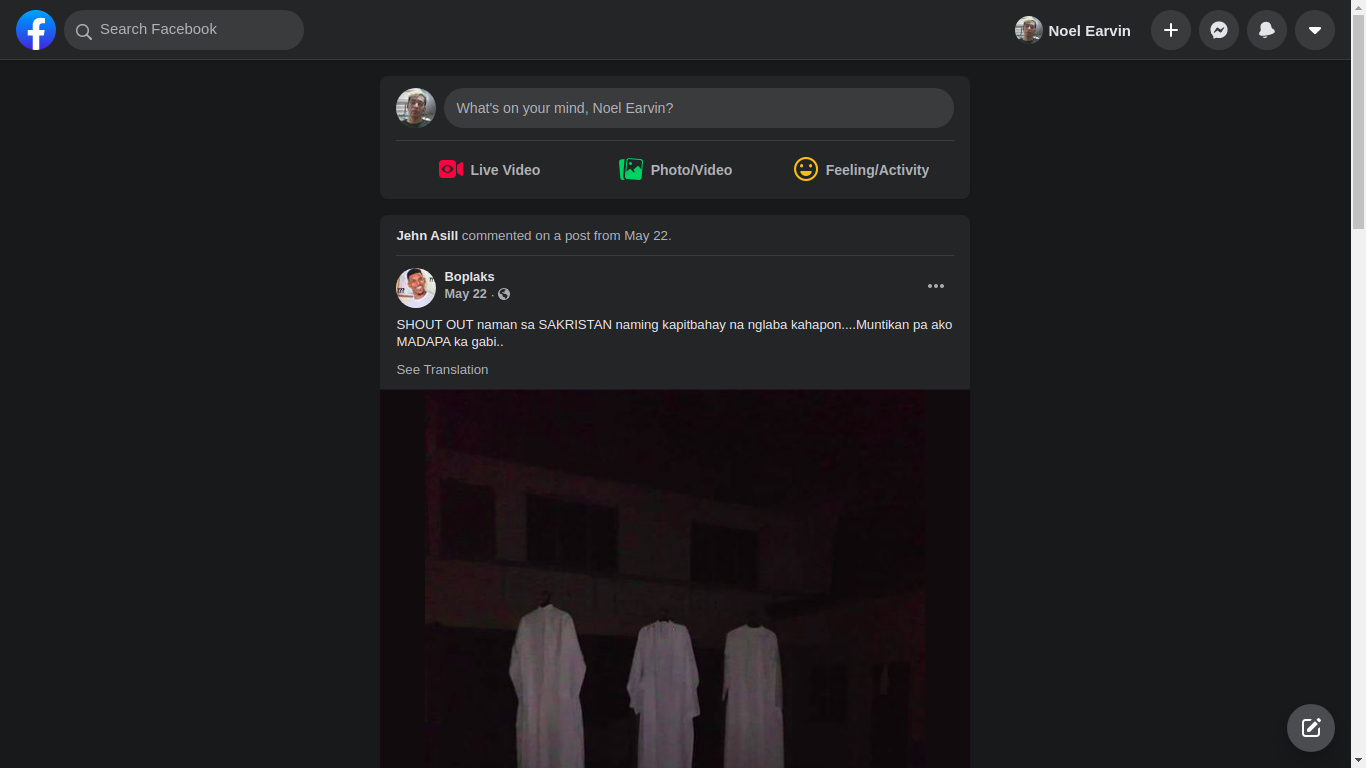 Search Facebook
Noel Earvin
What's on your mind, Noel Earvin?
Live Video
Photo/Video
Feeling/Activity
Jehn Asill commented on a post from May 22.
Boplaks
May 22 ·
SHOUT OUT naman sa SAKRISTAN naming kapitbahay na nglaba kahapon....Muntikan pa ako
MADAPA ka gabi..
See Translation